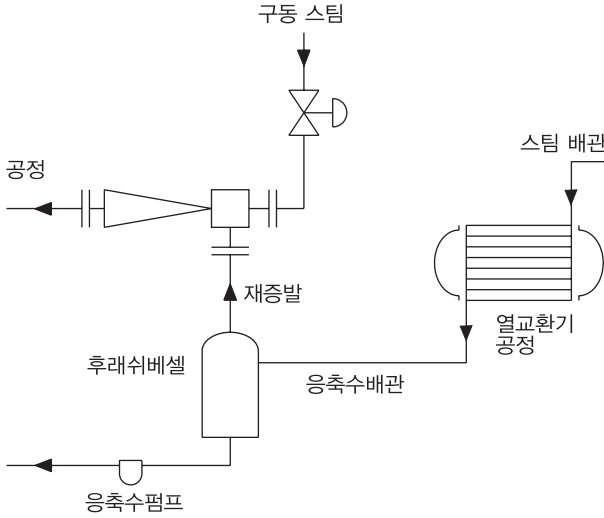 구동 스팀
스팀 배관
공정
재증발
열교환기
공정
후래쉬베셀
응축수배관
응축수펌프